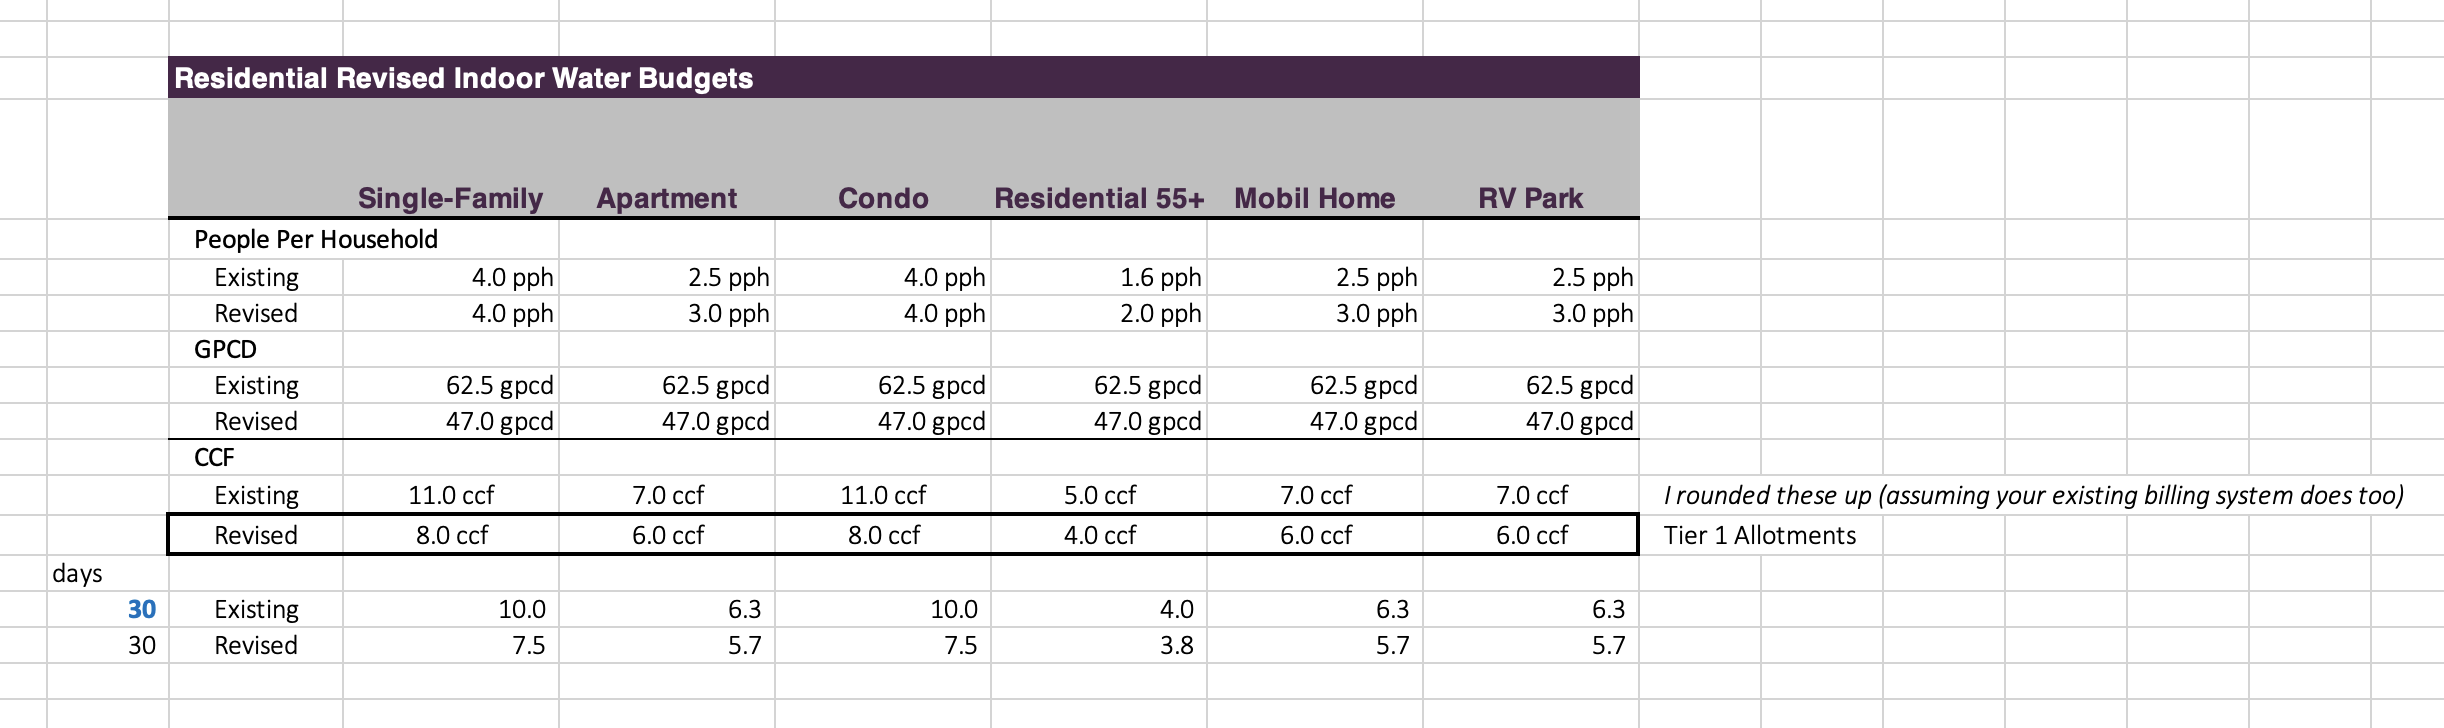 Residential Revised Indoor Water Budgets
Single-Family Apartment Condo Residential 55+ Mobil Home RV Park
People Per Household
Existing 4.0 pph 2.5 pph 4.0 pph 1.6 pph 2.5 pph 2.5 pph
Revised 4.0 pph 3.0 pph 4.0 pph 2.0 pph 3.0 pph 3.0 pph
GPCD
Existing 62.5 gpcd 62.5 gpcd 62.5 gpcd 62.5 gpcd 62.5 gpcd 62.5 gpcd
Revised 47.0 gpcd 47.0 gpcd 47.0 gpcd 47.0 gpcd 47.0 gpcd 47.0 gpcd
CCF
Existing 11.0 ccf 7.0 ccf 11.0 ccf 5.0 ccf 7.0 ccf 7.0 ccf I rounded these up (assuming your existing billing system does too)
Revised 8.0 ccf 6.0 ccf 8.0 ccf 4.0 ccf 6.0 ccf 6.0 ccf Tier 1 Allotments
days
30 Existing 10.0 6.3 10.0 4.0 6.3 6.3
30 Revised 7.5 5.7 7.5 3.8 5.7 5.7